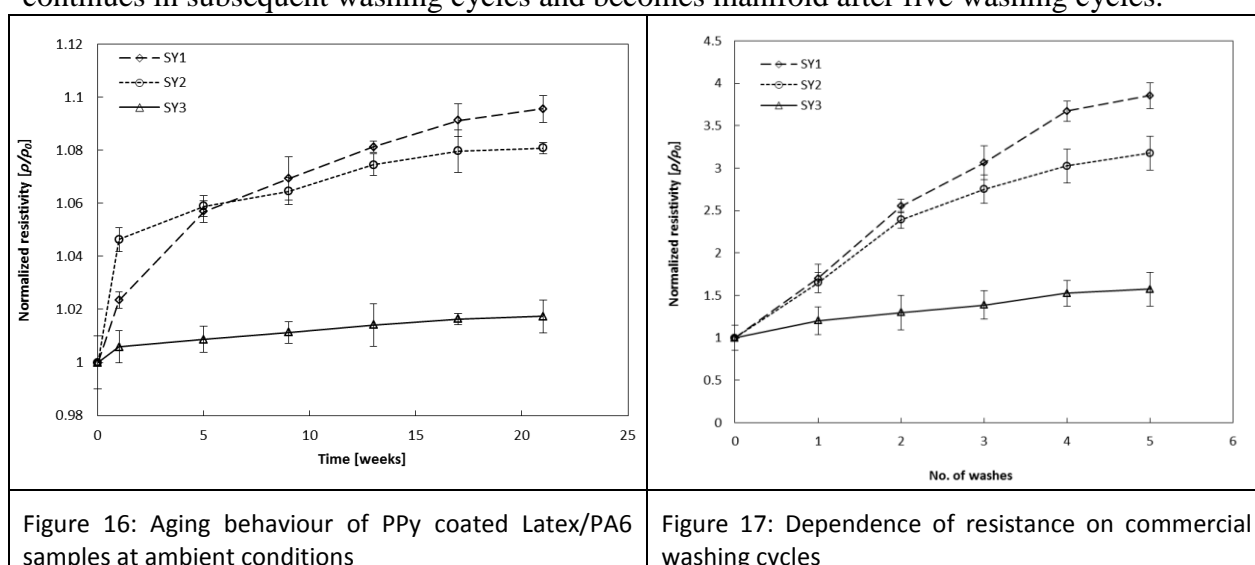 continues in subsequent washing cycles and becomes manifold after five washing cycles.
1.12
1.1
1.08
1.06
1.04
1.02
1
0.98
Normalized resistivity [ρ/ρ₀]
SY1
SY2
SY3
0
5
10
15
20
25
Time [weeks]
4.5
4
3.5
3
2.5
2
1.5
1
0.5
0
Normalized resistivity [ρ/ρ₀]
SY1
SY2
SY3
0
1
2
3
4
5
6
No. of washes
Figure 16: Aging behaviour of PPy coated Latex/PA6
samples at ambient conditions
Figure 17: Dependence of resistance on commercial
washing cycles